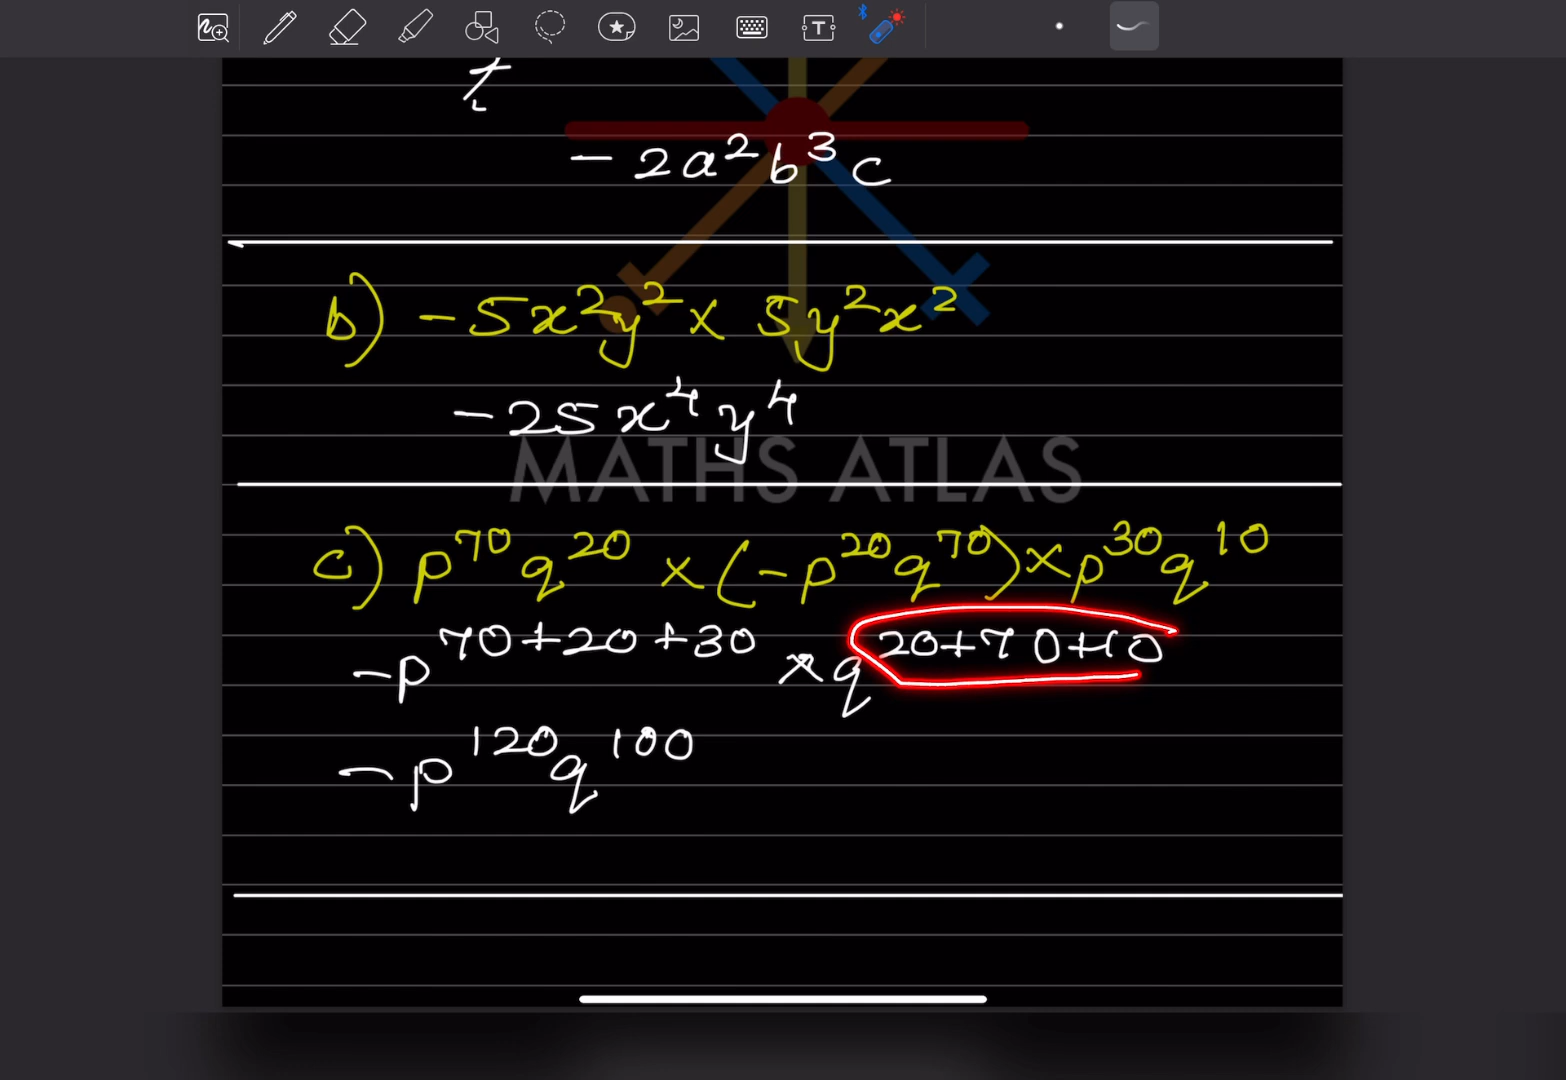 - 2a²b³c
b) -5x²y² x 5y²x²
-25x⁴y⁴
MATHS ATLAS
c) p⁷⁰q²⁰ x (-p²⁰q⁷⁰) x p³⁰q¹⁰
-p⁷⁰⁺²⁰⁺³⁰ x q²⁰⁺⁷⁰⁺¹⁰
-p¹²⁰q¹⁰⁰